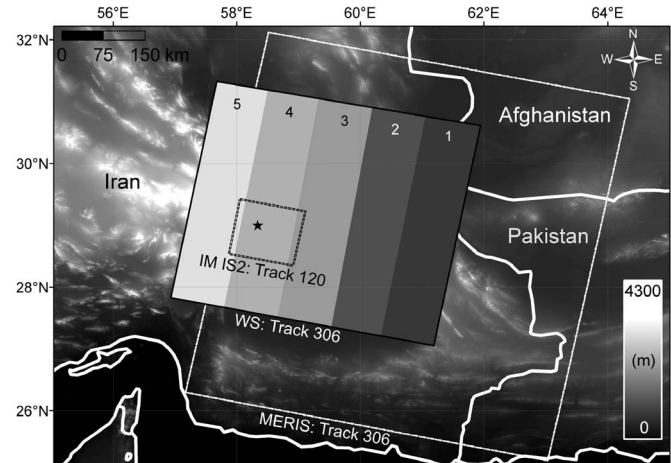 56°E 58°E 60°E 62°E 64°E
32°N
0 75 150 km
N
W E
S
5 4 3 2 1
Afghanistan
30°N
Iran
Pakistan
IM IS2: Track 120
28°N
4300
WS: Track 306
(m)
26°N
MERIS: Track 306
0